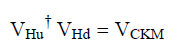 V_Hu† V_Hd = V_CKM